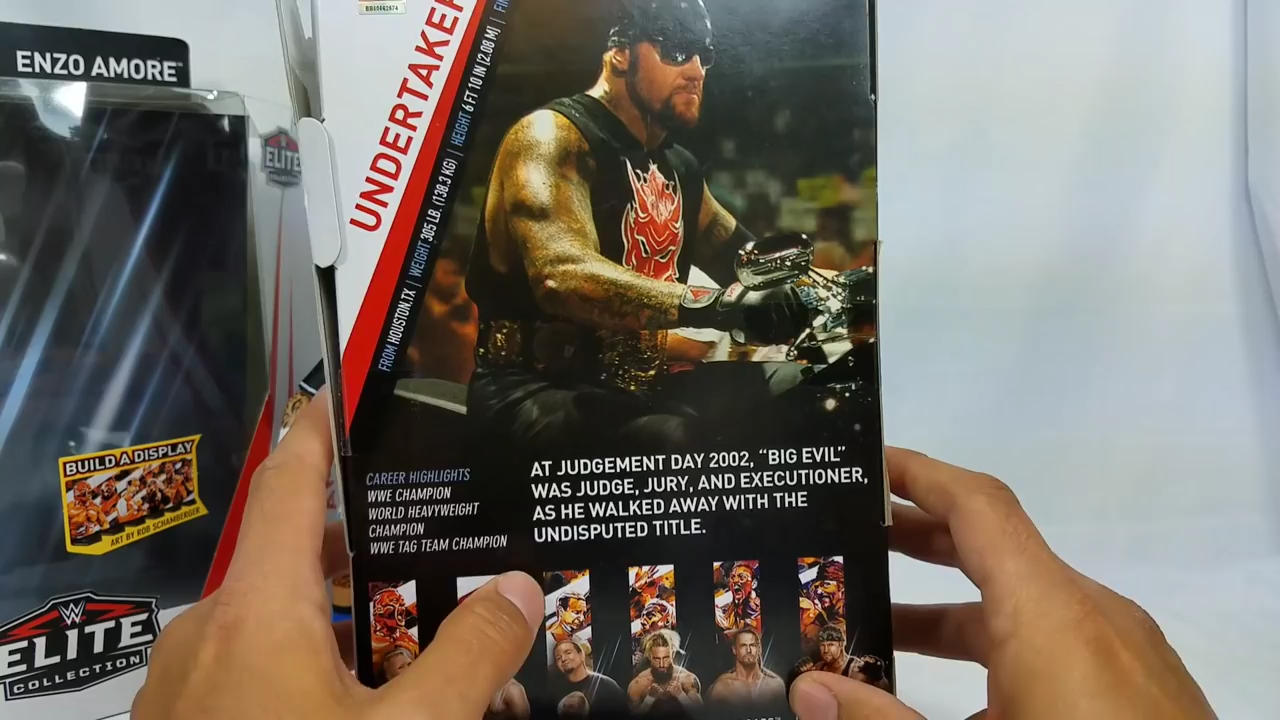 ENZO AMORE™
ELITE
COLLECTION
BUILD A DISPLAY
ART BY ROB SCHAMBERGER
W
ELITE
COLLECTION
UNDERTAKER
FROM HOUSTON, TX | WEIGHT 305 LB. (138.3 KG) | HEIGHT 6 FT 10 IN (2.08 M) |
CAREER HIGHLIGHTS
WWE CHAMPION
WORLD HEAVYWEIGHT
CHAMPION
WWE TAG TEAM CHAMPION
AT JUDGEMENT DAY 2002, “BIG EVIL”
WAS JUDGE, JURY, AND EXECUTIONER,
AS HE WALKED AWAY WITH THE
UNDISPUTED TITLE.